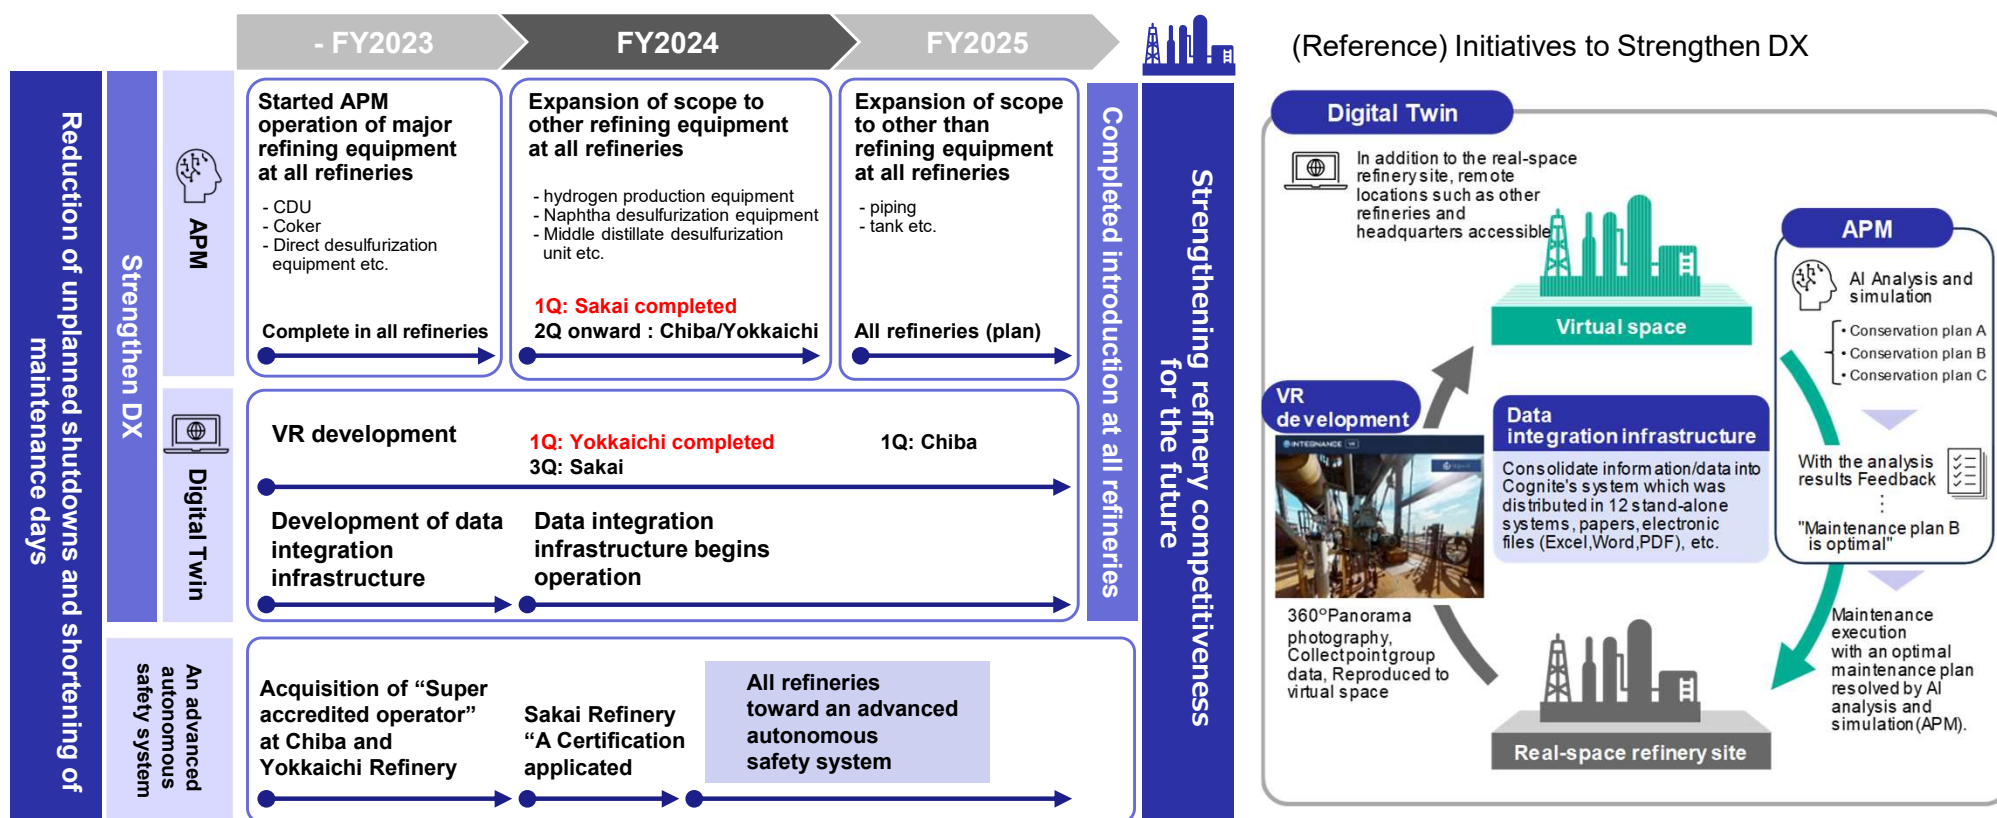 - FY2023
FY2024
FY2025
Reduction of unplanned shutdowns and shortening of
maintenance days
Strengthen DX
APM
Started APM
operation of major
refining equipment
at all refineries
- CDU
- Coker
- Direct desulfurization
equipment etc.
Complete in all refineries
Expansion of scope to
other refining equipment
at all refineries
- hydrogen production equipment
- Naphtha desulfurization equipment
- Middle distillate desulfurization
unit etc.
1Q: Sakai completed
2Q onward : Chiba/Yokkaichi
Expansion of scope
to other than
refining equipment
at all refineries
- piping
- tank etc.
All refineries (plan)
Digital Twin
VR development
1Q: Yokkaichi completed
3Q: Sakai
1Q: Chiba
Development of data
integration
infrastructure
Data integration
infrastructure begins
operation
Completed introduction at all refineries
An advanced
autonomous
safety system
Acquisition of “Super
accredited operator”
at Chiba and
Yokkaichi Refinery
Sakai Refinery
“A Certification
applicated
All refineries
toward an advanced
autonomous
safety system
Strengthening refinery competitiveness
for the future
(Reference) Initiatives to Strengthen DX
Digital Twin
In addition to the real-space
refinery site, remote
locations such as other
refineries and
headquarters accessible
Virtual space
APM
AI Analysis and
simulation
• Conservation plan A
• Conservation plan B
• Conservation plan C
With the analysis
results Feedback
"Maintenance plan B
is optimal"
Maintenance
execution
with an optimal
maintenance plan
resolved by AI
analysis and
simulation(APM).
VR
development
INTEGNANCE VR
360°Panorama
photography,
Collect point group
data, Reproduced to
virtual space
Data
integration infrastructure
Consolidate information/data into
Cognite's system which was
distributed in 12 stand-alone
systems, papers, electronic
files (Excel,Word,PDF), etc.
Real-space refinery site